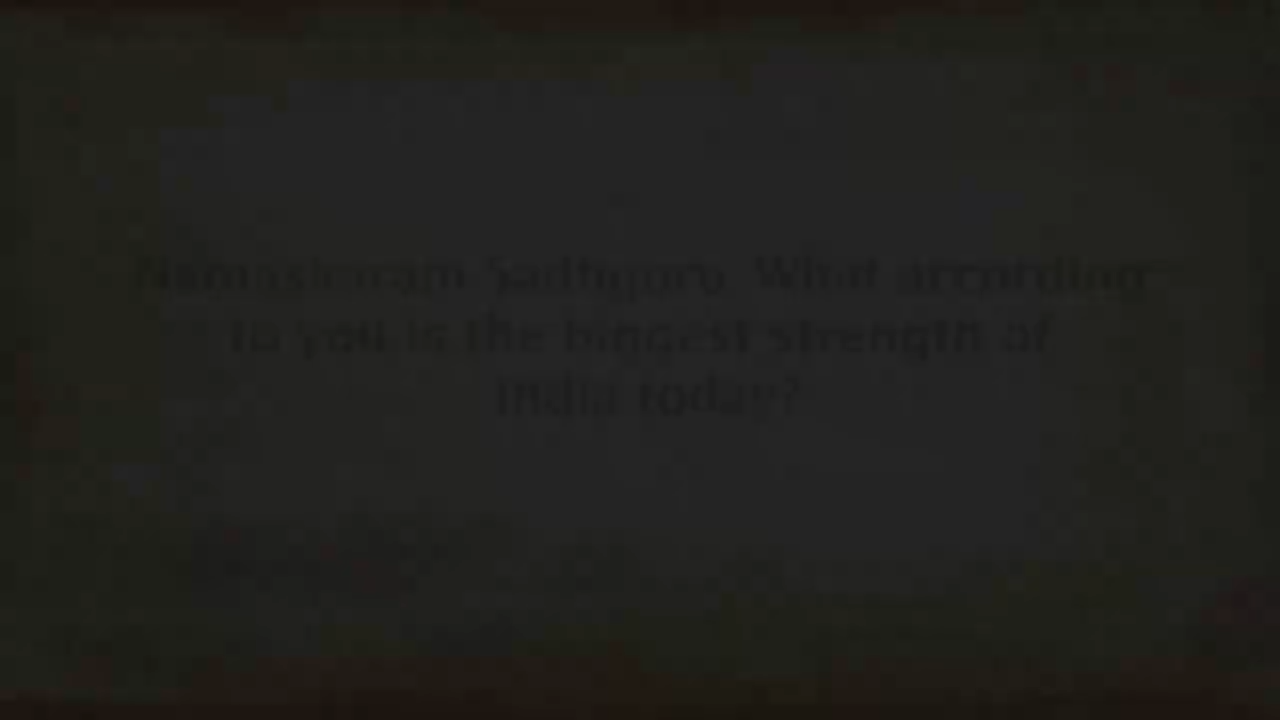 Namaskaram Sadhguru. What according
to you is the biggest strength of
India today?